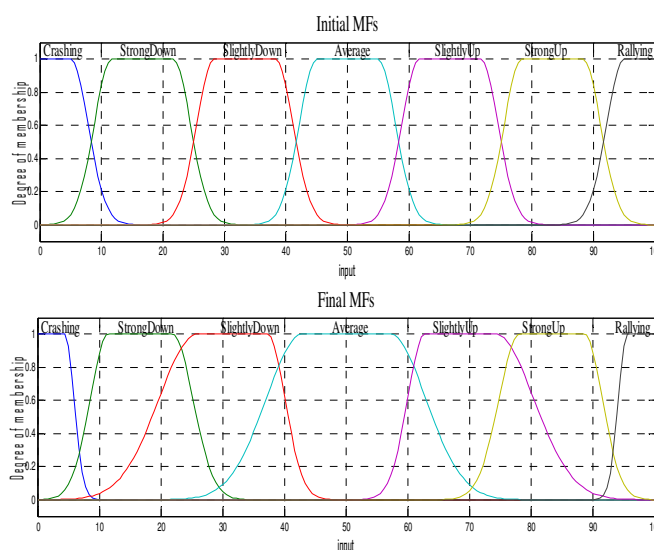 Initial MFs
Crashing StrongDown SlightlyDown Average SlightlyUp StrongUp Rallying
1
0.8
0.6
0.4
0.2
0
Degree of membership
0 10 20 30 40 50 60 70 80 90 10
input
Final MFs
Crashing StrongDown SlightlyDown Average SlightlyUp StrongUp Rallying
1
0.8
0.6
0.4
0.2
0
Degree of membership
0 10 20 30 40 50 60 70 80 90 10
input